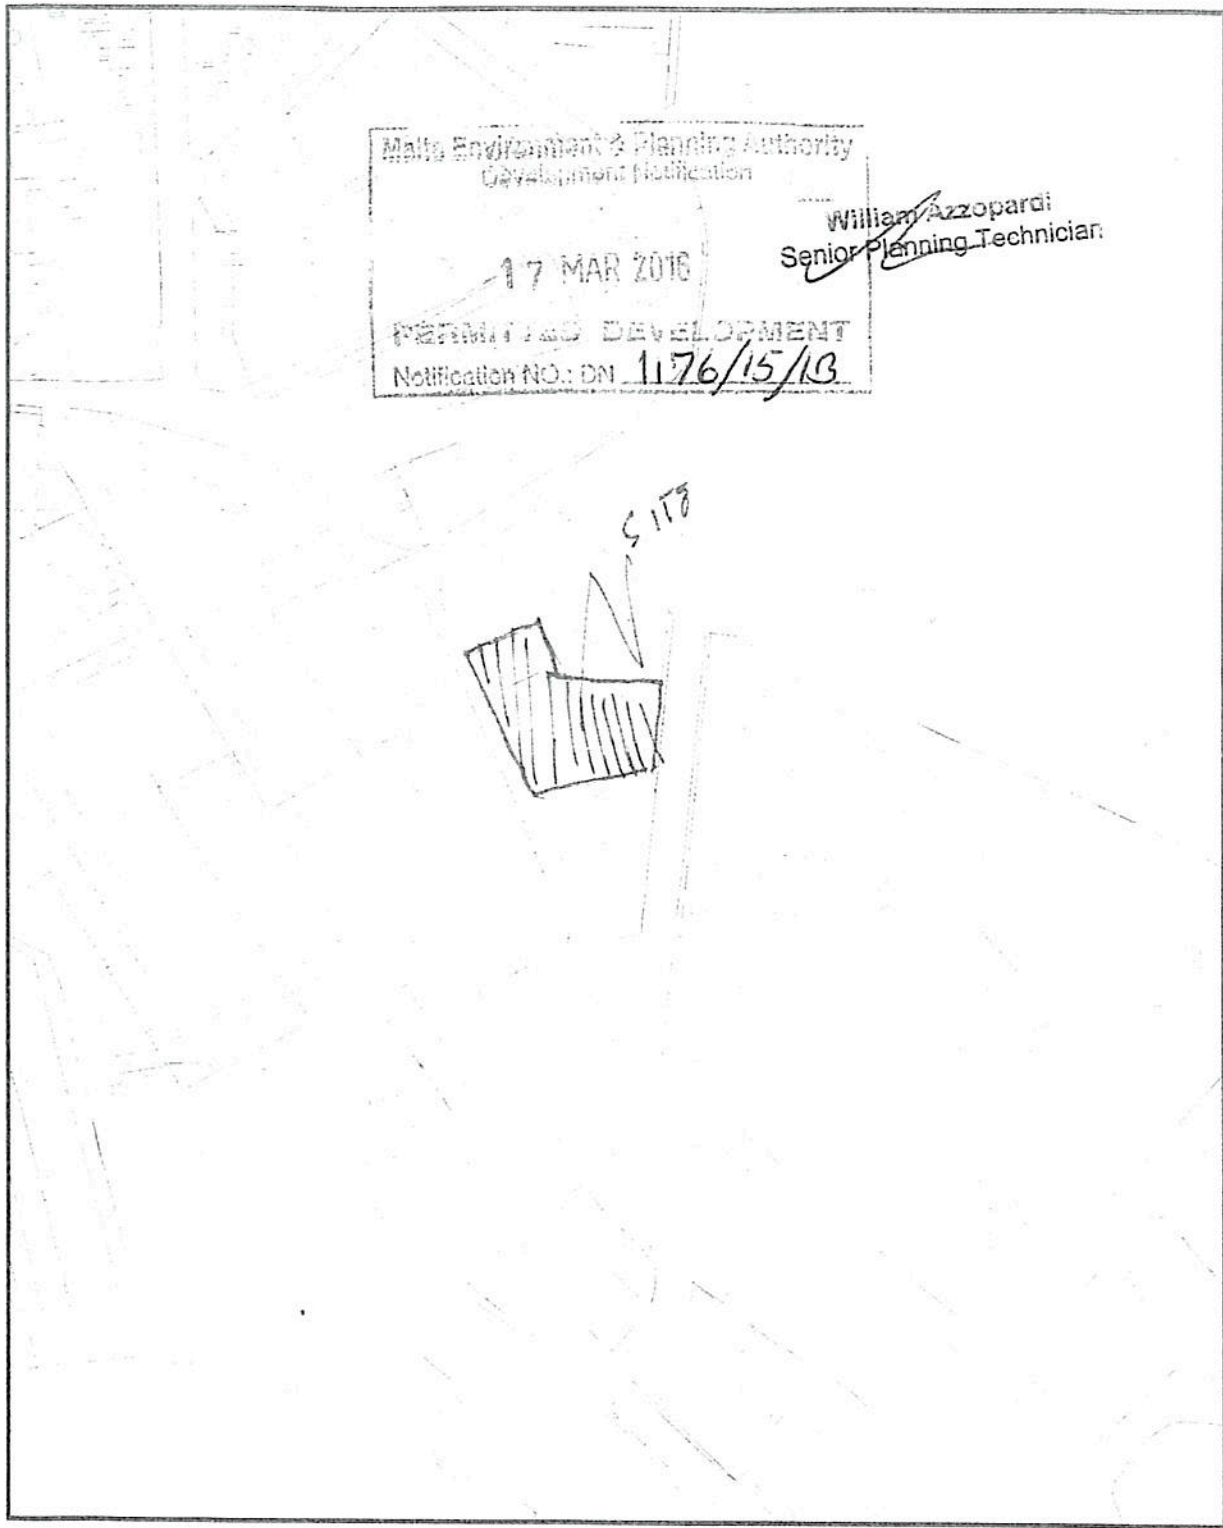 Malta Environment & Planning Authority
Development Notification
17 MAR 2016
PERMITTED DEVELOPMENT
Notification NO.: DN 1176/15/13
William Azzopardi
Senior Planning Technician
SITE